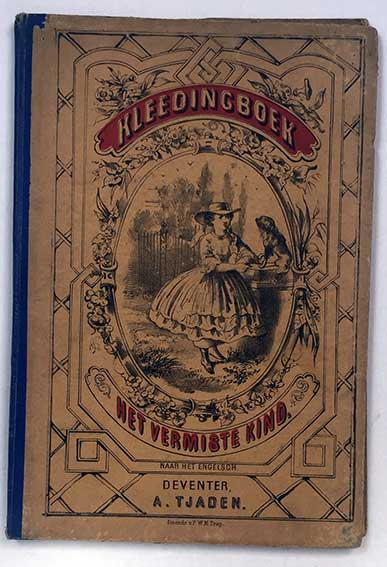 KLEEDINGBOEK
HET VERMISTE KIND.
NAAR HET ENGELSCH
DEVENTER,
A. TJADEN.